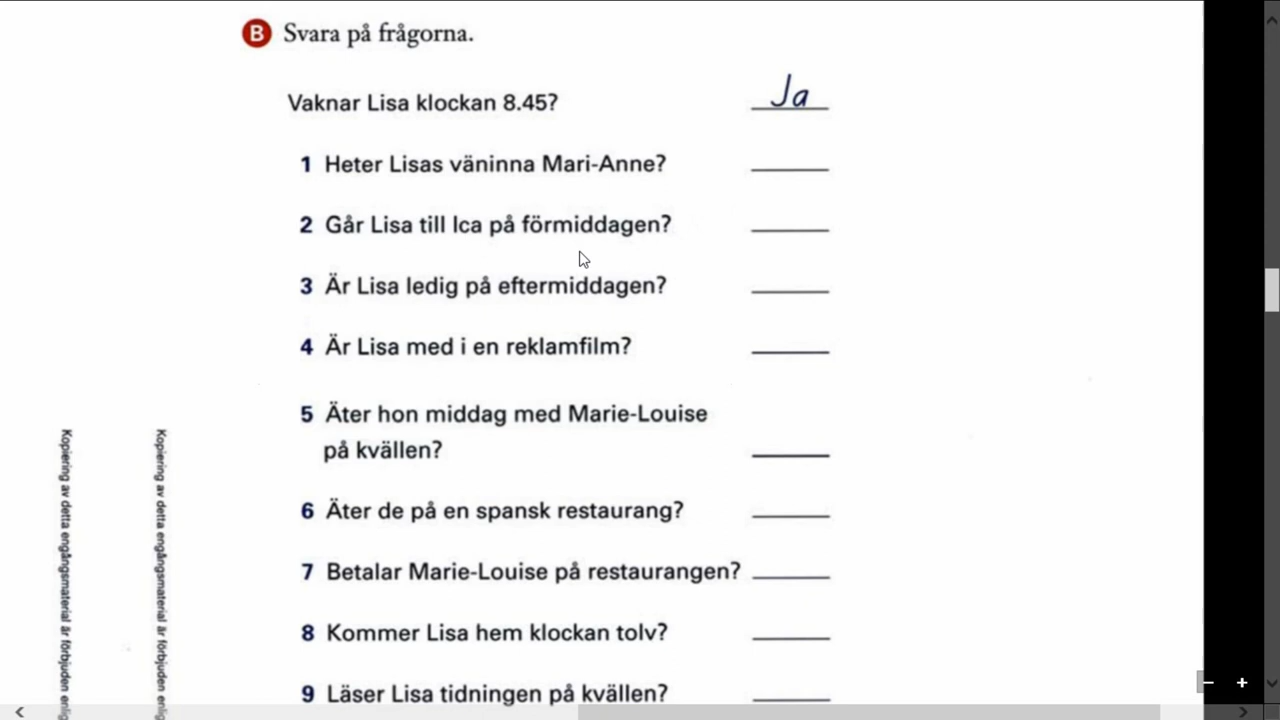 B Svara på frågorna.
Vaknar Lisa klockan 8.45? Ja
1 Heter Lisas väninna Mari-Anne?
2 Går Lisa till Ica på förmiddagen?
3 Är Lisa ledig på eftermiddagen?
4 Är Lisa med i en reklamfilm?
5 Äter hon middag med Marie-Louise
på kvällen?
6 Äter de på en spansk restaurang?
7 Betalar Marie-Louise på restaurangen?
8 Kommer Lisa hem klockan tolv?
9 Läser Lisa tidningen på kvällen?
Kopiering av detta engångsmaterial är förbjuden enlig
Kopiering av detta engångsmaterial är förbjuden enlig